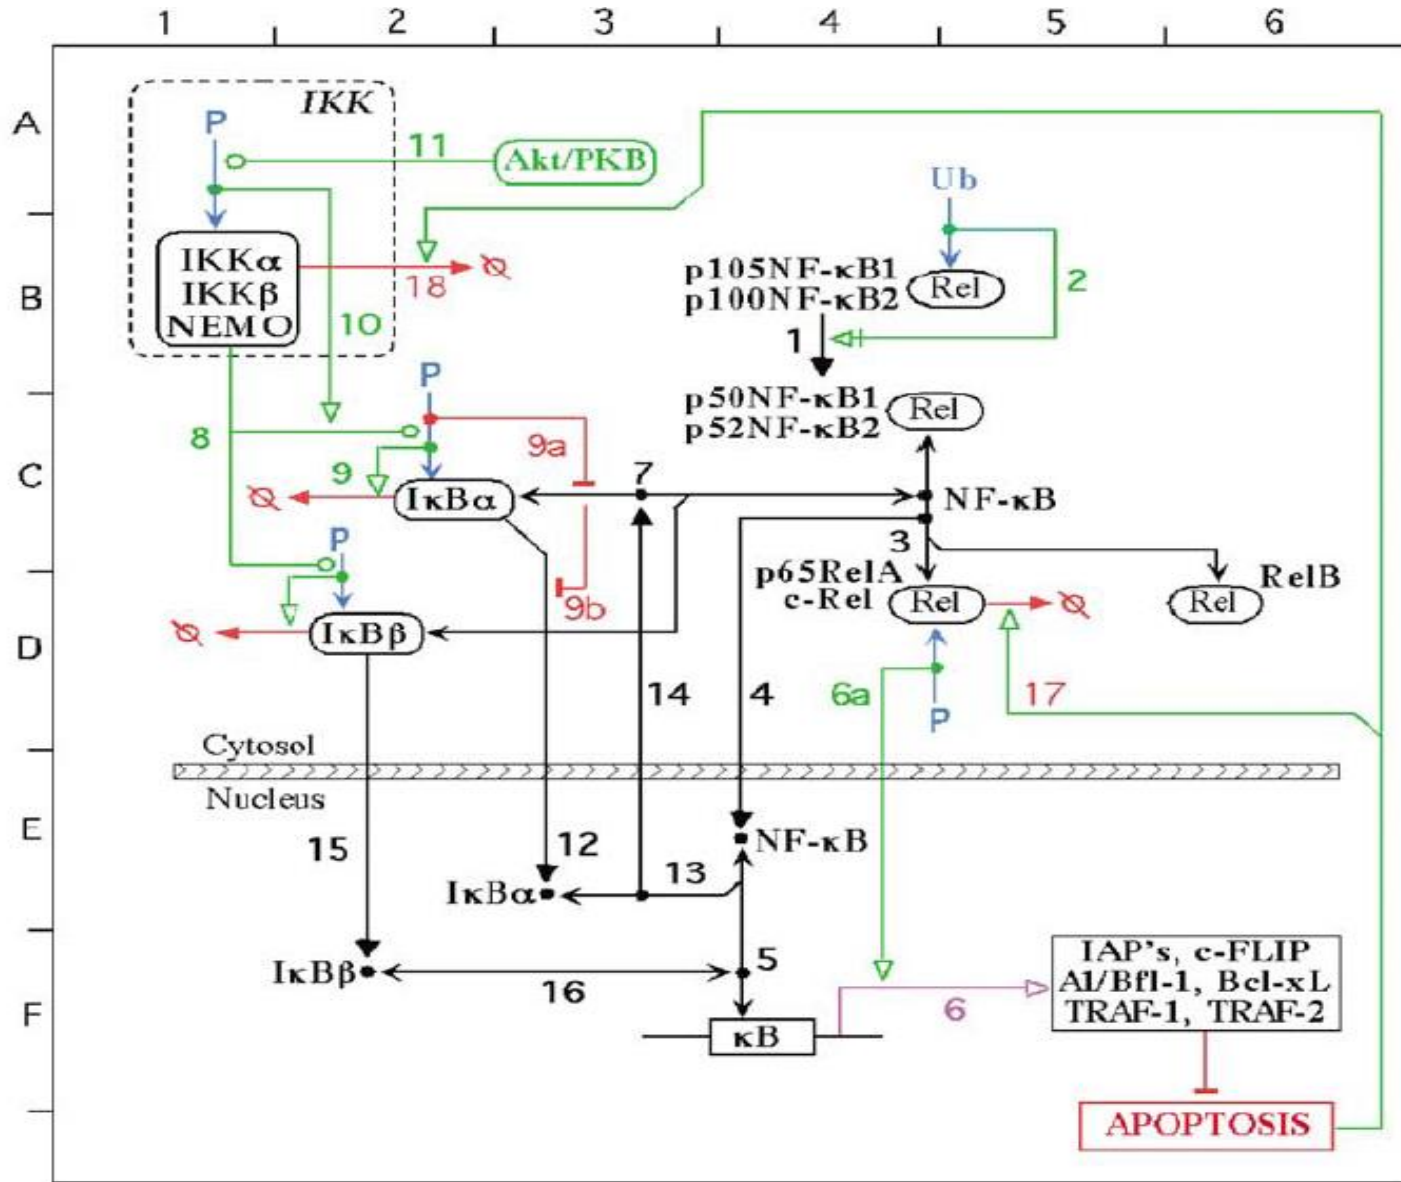 1 2 3 4 5 6
A
IKK
P
11
Akt/PKB
Ub
IKKα
IKKβ
NEMO
18
10
B
p105NF-κB1
p100NF-κB2
Rel
2
1
P
8
9a
9
C
IκBα
7
p50NF-κB1
p52NF-κB2
Rel
NF-κB
3
P
p65RelA
c-Rel
Rel
RelB
Rel
9b
IκBβ
D
14
4
6a
17
P
Cytosol
Nucleus
E
15
12
13
NF-κB
IκBα
IκBβ
16
5
F
κB
6
IAP's, c-FLIP
A1/Bfl-1, Bcl-xL
TRAF-1, TRAF-2
APOPTOSIS